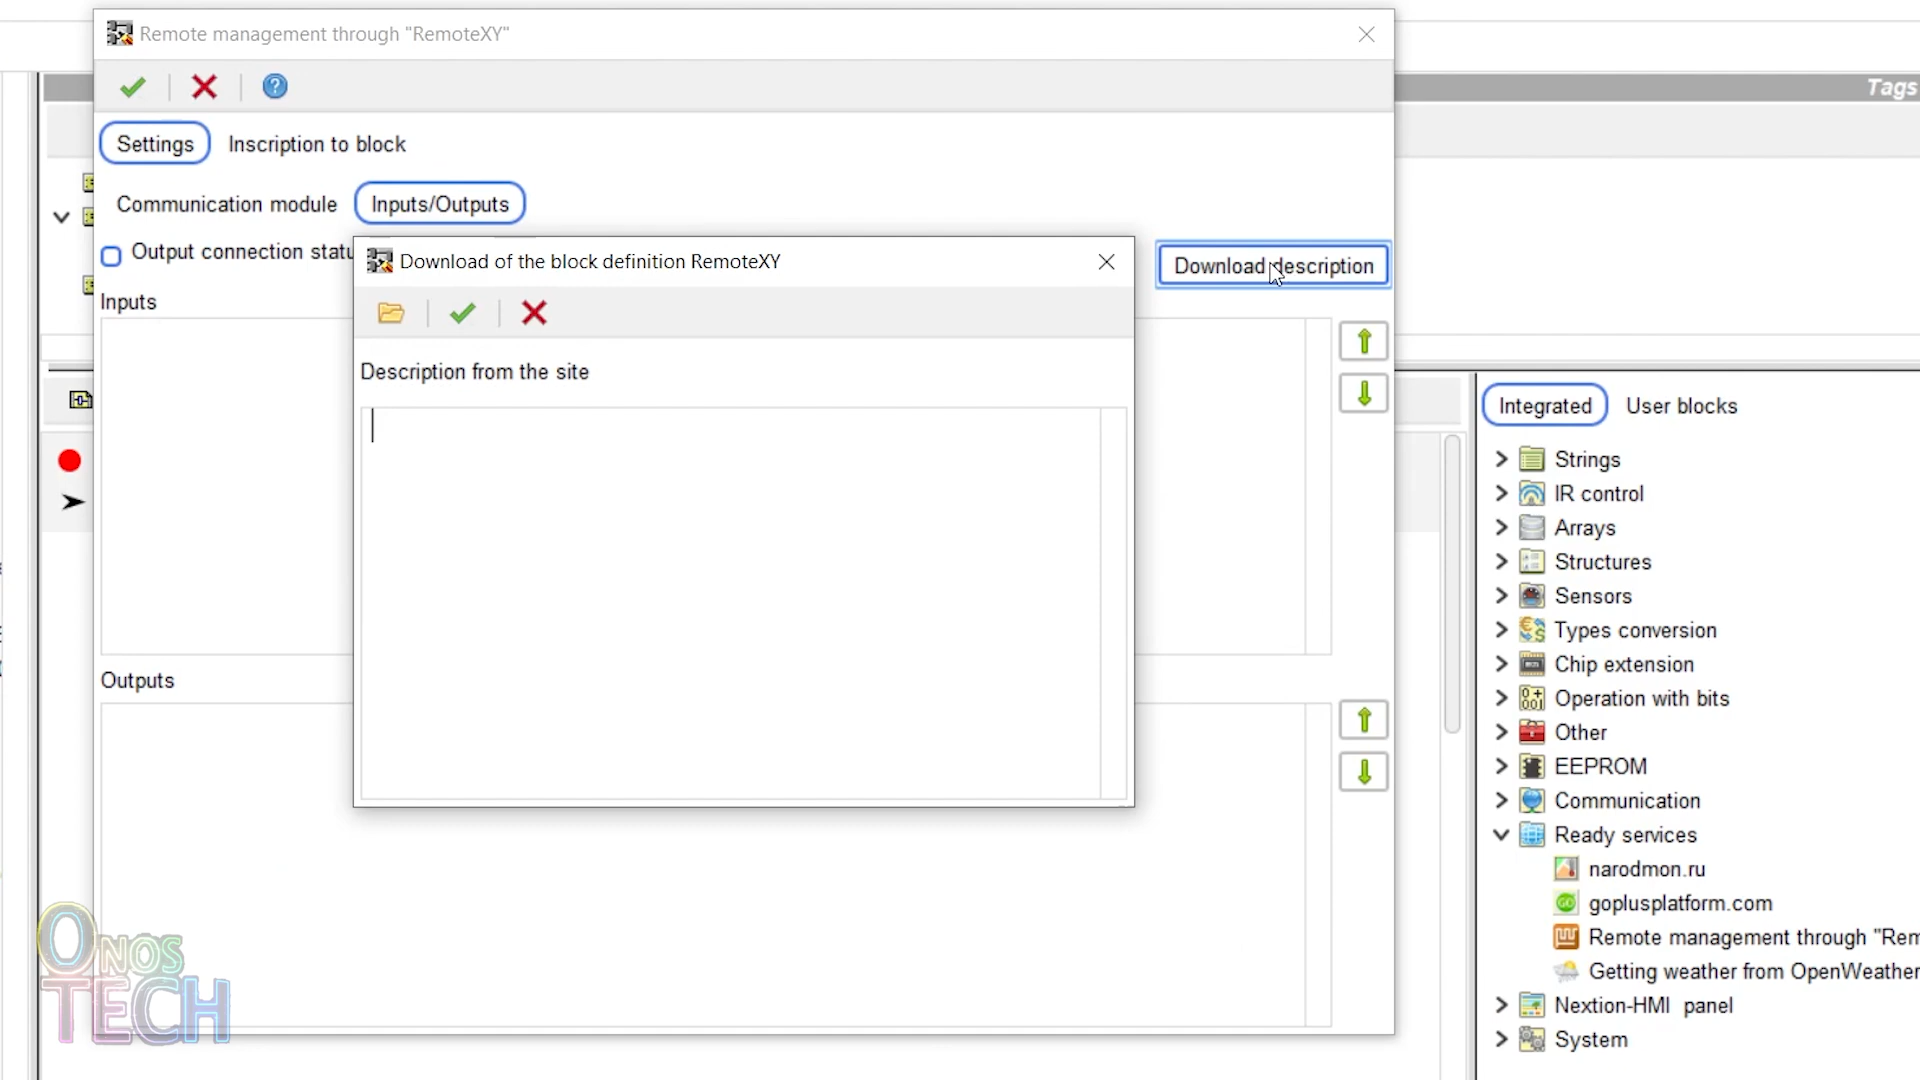 Remote management through "RemoteXY"
Tags
Settings
Inscription to block
Communication module
Inputs/Outputs
Output connection statu
Download description
Inputs
Download of the block definition RemoteXY
Description from the site
Outputs
Integrated
User blocks
Strings
IR control
Arrays
Structures
Sensors
Types conversion
Chip extension
Operation with bits
Other
EEPROM
Communication
Ready services
narodmon.ru
goplusplatform.com
Remote management through "Rem
Getting weather from OpenWeather
Nextion-HMI panel
System
ONOS
TECH